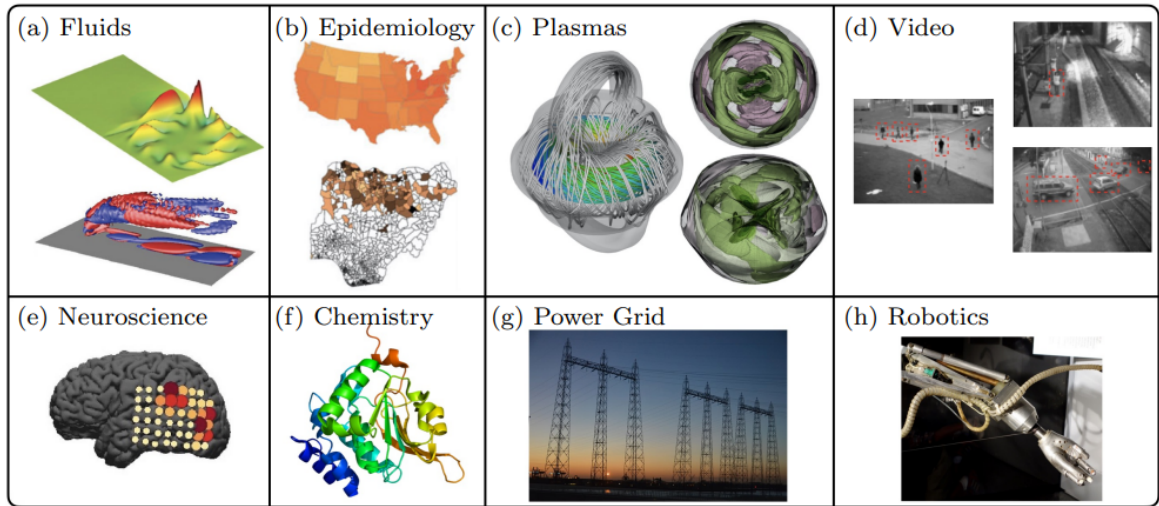 (a) Fluids
(b) Epidemiology
(c) Plasmas
(d) Video
(e) Neuroscience
(f) Chemistry
(g) Power Grid
(h) Robotics